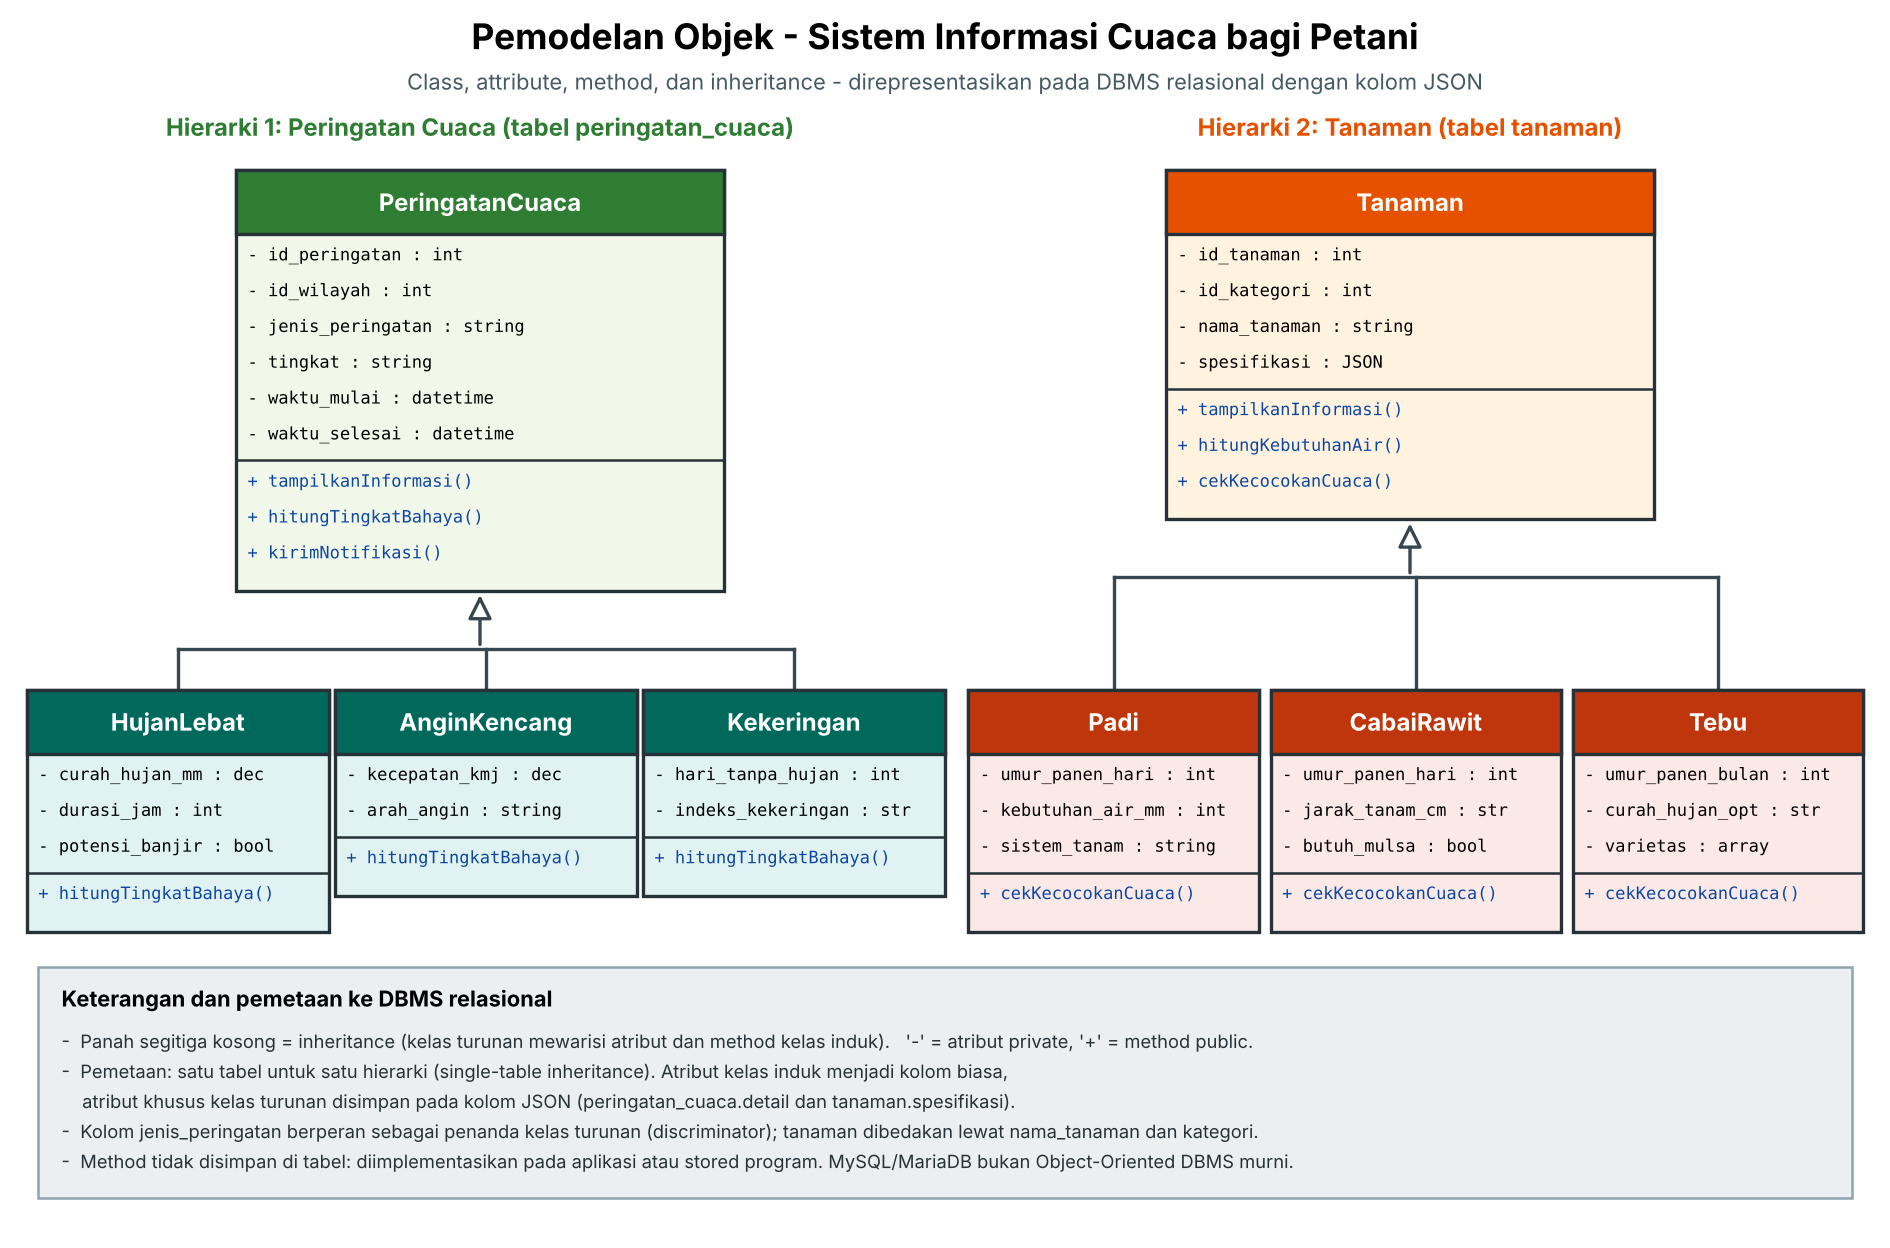 Pemodelan Objek - Sistem Informasi Cuaca bagi Petani
Class, attribute, method, dan inheritance - direpresentasikan pada DBMS relasional dengan kolom JSON
Hierarki 1: Peringatan Cuaca (tabel peringatan_cuaca)
PeringatanCuaca
- id_peringatan : int
- id_wilayah : int
- jenis_peringatan : string
- tingkat : string
- waktu_mulai : datetime
- waktu_selesai : datetime
+ tampilkanInformasi()
+ hitungTingkatBahaya()
+ kirimNotifikasi()
HujanLebat
- curah_hujan_mm : dec
- durasi_jam : int
- potensi_banjir : bool
+ hitungTingkatBahaya()
AnginKencang
- kecepatan_kmj : dec
- arah_angin : string
+ hitungTingkatBahaya()
Kekeringan
- hari_tanpa_hujan : int
- indeks_kekeringan : str
+ hitungTingkatBahaya()
Hierarki 2: Tanaman (tabel tanaman)
Tanaman
- id_tanaman : int
- id_kategori : int
- nama_tanaman : string
- spesifikasi : JSON
+ tampilkanInformasi()
+ hitungKebutuhanAir()
+ cekKecocokanCuaca()
Padi
- umur_panen_hari : int
- kebutuhan_air_mm : int
- sistem_tanam : string
+ cekKecocokanCuaca()
CabaiRawit
- umur_panen_hari : int
- jarak_tanam_cm : str
- butuh_mulsa : bool
+ cekKecocokanCuaca()
Tebu
- umur_panen_bulan : int
- curah_hujan_opt : str
- varietas : array
+ cekKecocokanCuaca()
Keterangan dan pemetaan ke DBMS relasional
- Panah segitiga kosong = inheritance (kelas turunan mewarisi atribut dan method kelas induk). '-' = atribut private, '+' = method public.
- Pemetaan: satu tabel untuk satu hierarki (single-table inheritance). Atribut kelas induk menjadi kolom biasa,
atribut khusus kelas turunan disimpan pada kolom JSON (peringatan_cuaca.detail dan tanaman.spesifikasi).
- Kolom jenis_peringatan berperan sebagai penanda kelas turunan (discriminator); tanaman dibedakan lewat nama_tanaman dan kategori.
- Method tidak disimpan di tabel: diimplementasikan pada aplikasi atau stored program. MySQL/MariaDB bukan Object-Oriented DBMS murni.